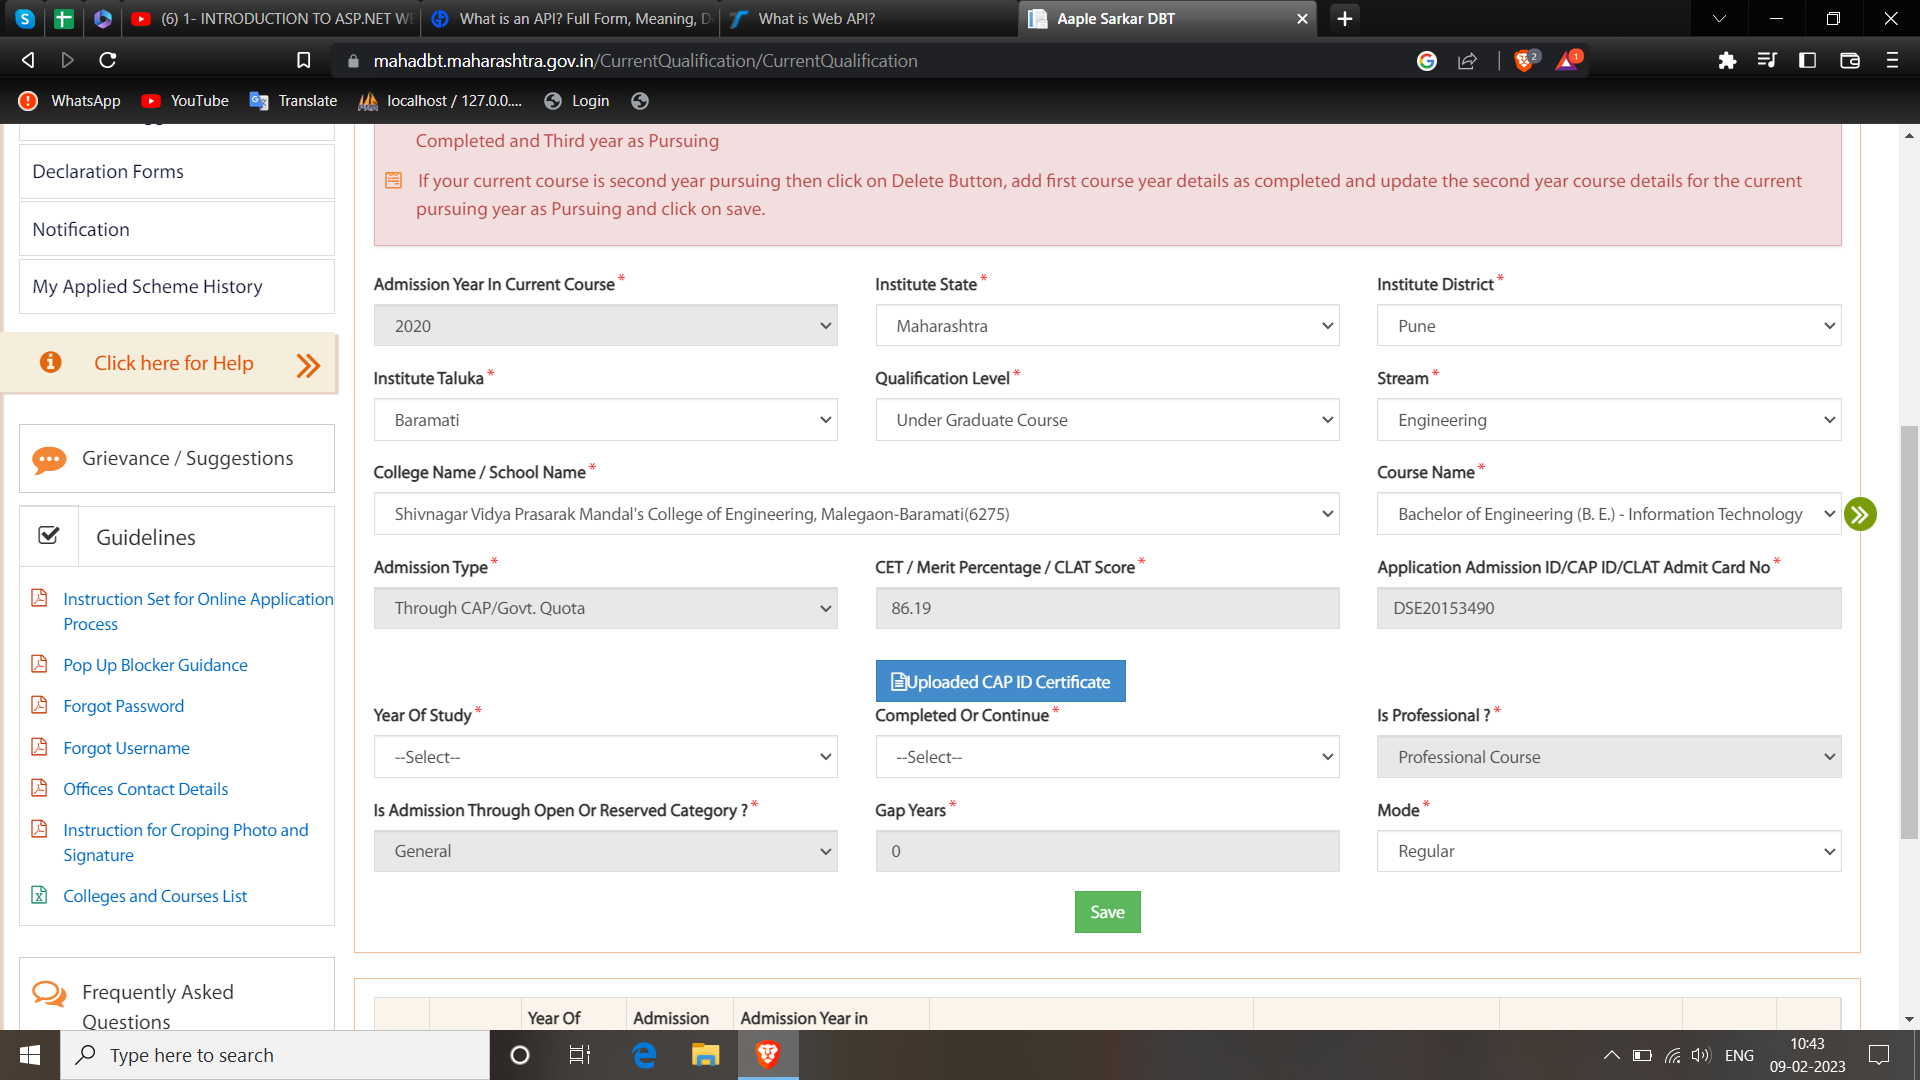 (6) 1- INTRODUCTION TO ASP.NET WE
What is an API? Full Form, Meaning, D
What is Web API?
Aaple Sarkar DBT
mahadbt.maharashtra.gov.in/CurrentQualification/CurrentQualification
2
1
WhatsApp
YouTube
Translate
localhost / 127.0.0....
Login
Declaration Forms
Notification
My Applied Scheme History
Click here for Help
Grievance / Suggestions
Guidelines
Instruction Set for Online Application
Process
Pop Up Blocker Guidance
Forgot Password
Forgot Username
Offices Contact Details
Instruction for Croping Photo and
Signature
Colleges and Courses List
Frequently Asked
Questions
Completed and Third year as Pursuing
If your current course is second year pursuing then click on Delete Button, add first course year details as completed and update the second year course details for the current
pursuing year as Pursuing and click on save.
Admission Year In Current Course *
Institute State *
Institute District *
2020
Maharashtra
Pune
Institute Taluka *
Qualification Level *
Stream *
Baramati
Under Graduate Course
Engineering
College Name / School Name *
Course Name *
Shivnagar Vidya Prasarak Mandal's College of Engineering, Malegaon-Baramati(6275)
Bachelor of Engineering (B. E.) - Information Technology
Admission Type *
CET / Merit Percentage / CLAT Score *
Application Admission ID/CAP ID/CLAT Admit Card No *
Through CAP/Govt. Quota
86.19
DSE20153490
Uploaded CAP ID Certificate
Year Of Study *
Completed Or Continue *
Is Professional ? *
--Select--
--Select--
Professional Course
Is Admission Through Open Or Reserved Category ? *
Gap Years *
Mode *
General
0
Regular
Save
Year Of
Admission
Admission Year in
Type here to search
ENG
10:43
09-02-2023